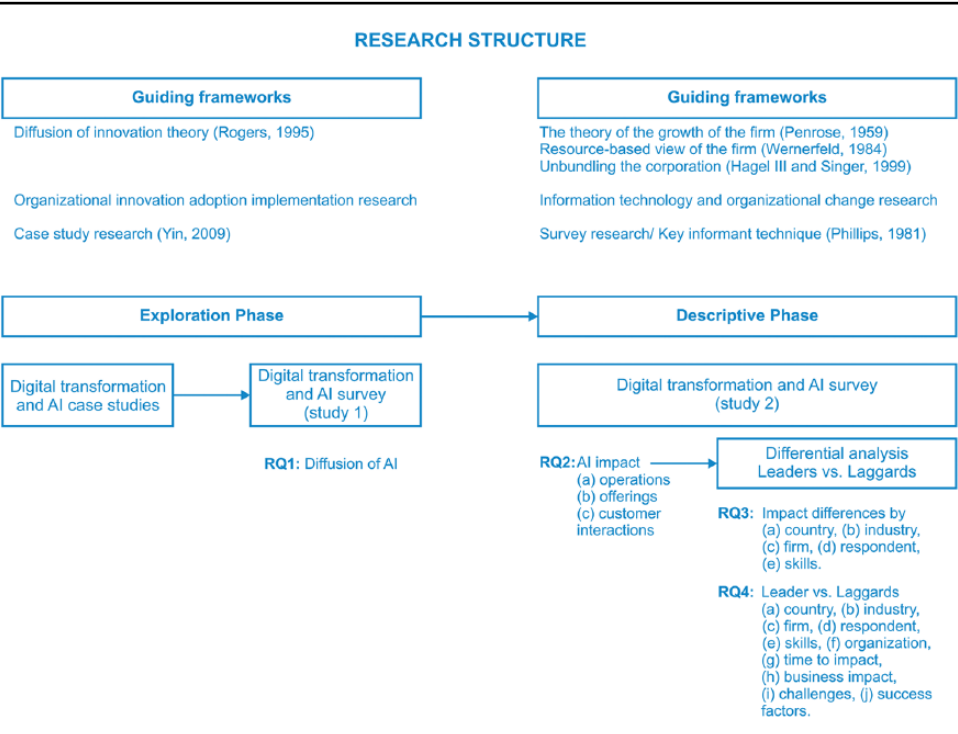 RESEARCH STRUCTURE
Guiding frameworks
Diffusion of innovation theory (Rogers, 1995)
Organizational innovation adoption implementation research
Case study research (Yin, 2009)
Guiding frameworks
The theory of the growth of the firm (Penrose, 1959)
Resource-based view of the firm (Wernerfeld, 1984)
Unbundling the corporation (Hagel III and Singer, 1999)
Information technology and organizational change research
Survey research/ Key informant technique (Phillips, 1981)
Exploration Phase
Descriptive Phase
Digital transformation
and AI case studies
Digital transformation
and AI survey
(study 1)
RQ1: Diffusion of AI
Digital transformation and AI survey
(study 2)
RQ2: AI impact
(a) operations
(b) offerings
(c) customer
interactions
Differential analysis
Leaders vs. Laggards
RQ3: Impact differences by
(a) country, (b) industry,
(c) firm, (d) respondent,
(e) skills.
RQ4: Leader vs. Laggards
(a) country, (b) industry,
(c) firm, (d) respondent,
(e) skills, (f) organization,
(g) time to impact,
(h) business impact,
(i) challenges, (j) success
factors.